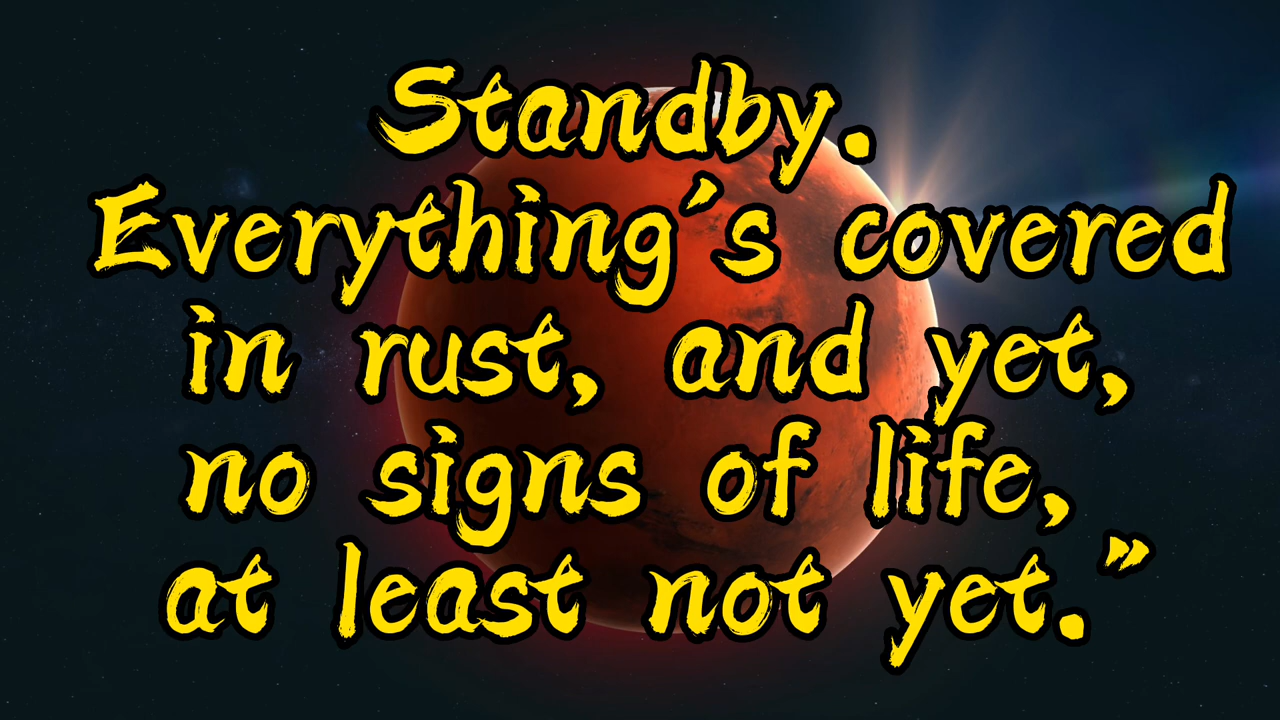 Standby.
Everything's covered
in rust, and yet,
no signs of life,
at least not yet."